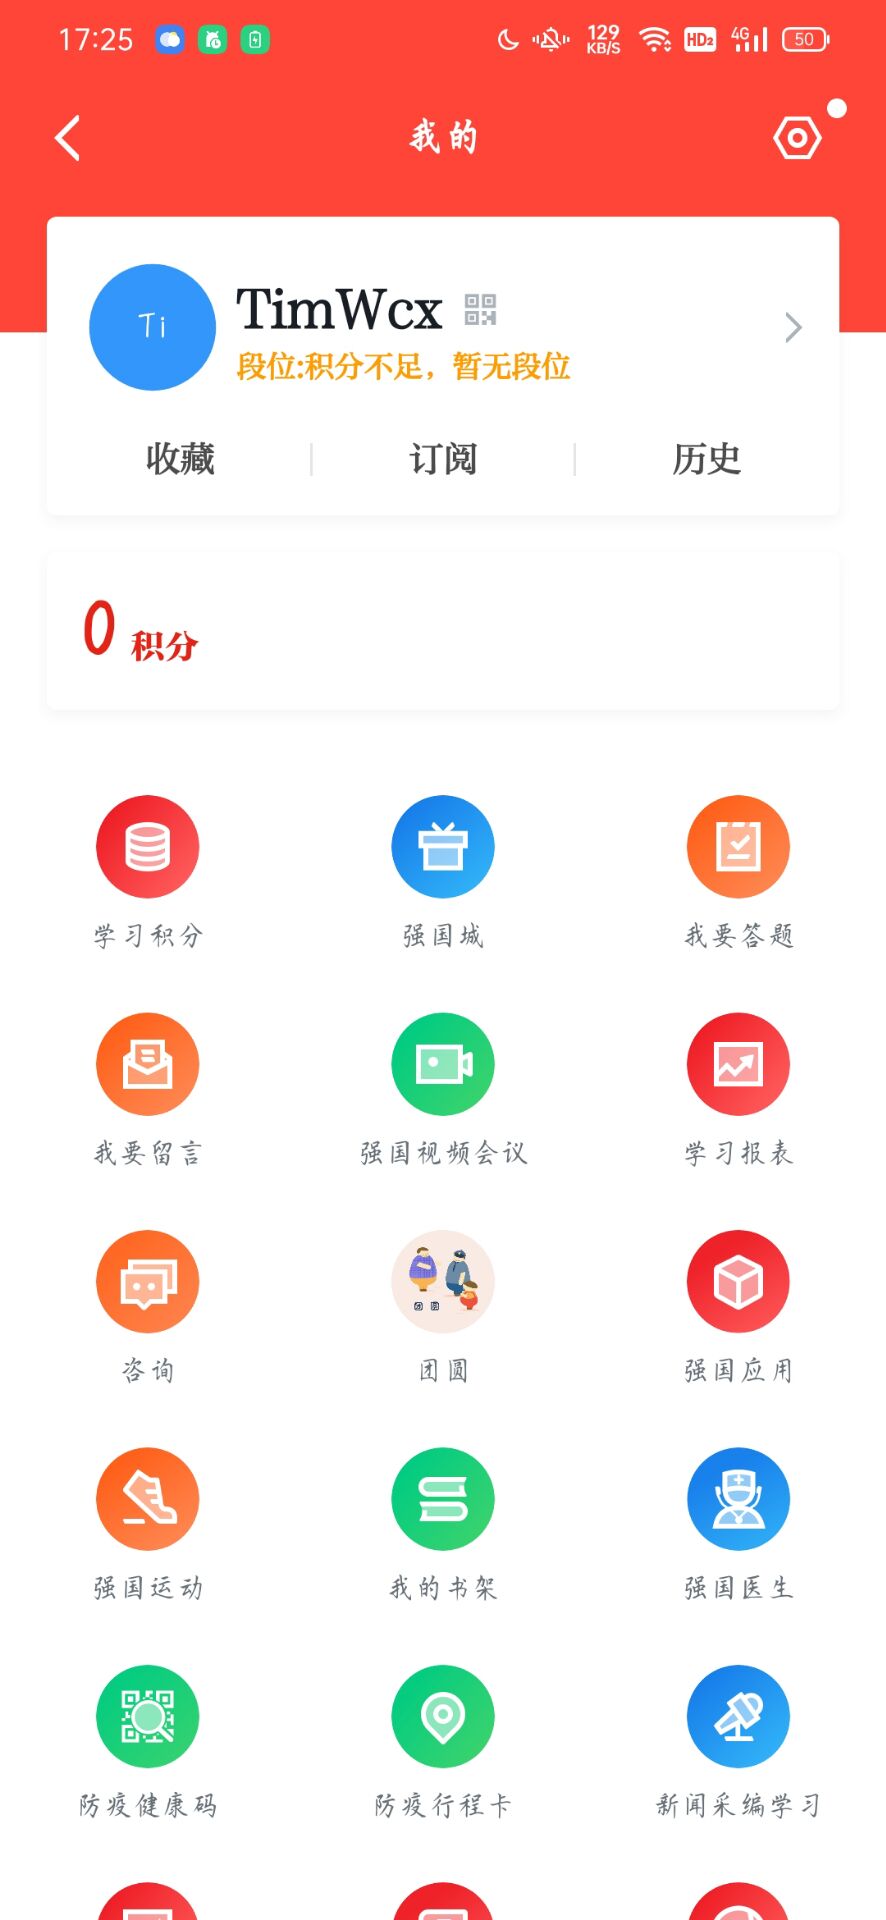 17:25
129
KB/S
HD2
4G
50
我的
Ti
TimWcx
段位:积分不足，暂无段位
收藏
订阅
历史
0 积分
学习积分
强国城
我要答题
我要留言
强国视频会议
学习报表
咨询
团圆
强国应用
强国运动
我的书架
强国医生
防疫健康码
防疫行程卡
新闻采编学习